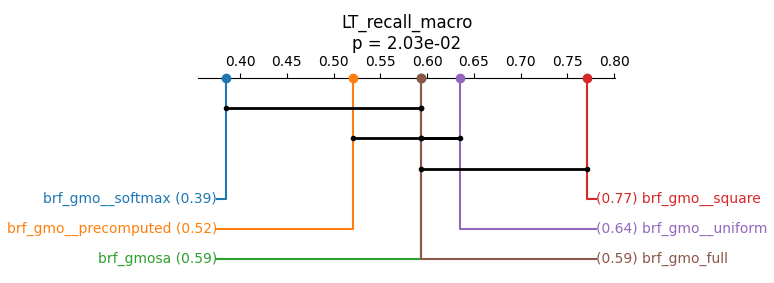 LT_recall_macro
p = 2.03e-02
0.40 0.45 0.50 0.55 0.60 0.65 0.70 0.75 0.80
brf_gmo__softmax (0.39)
(0.77) brf_gmo__square
brf_gmo__precomputed (0.52)
(0.64) brf_gmo__uniform
brf_gmosa (0.59)
(0.59) brf_gmo_full